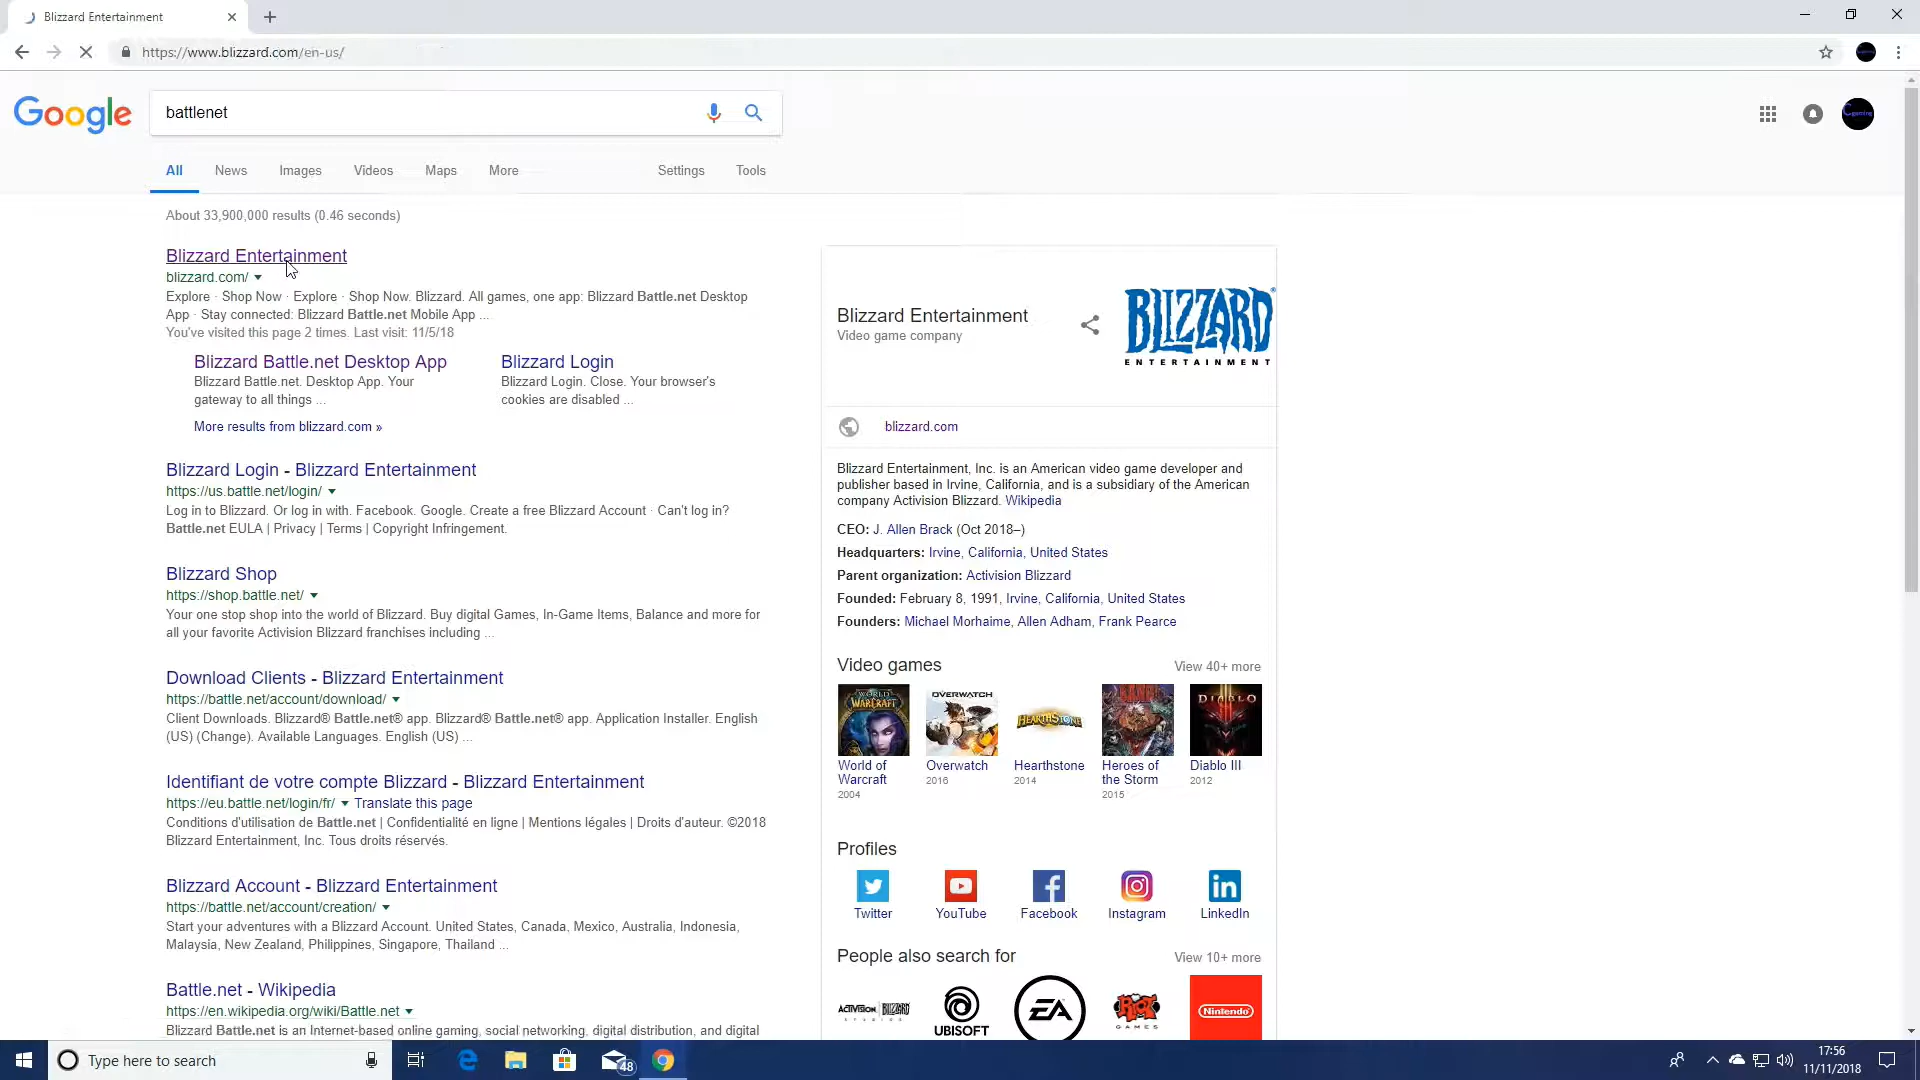 Blizzard Entertainment
https://www.blizzard.com/en-us/
Google
battlenet
All News Images Videos Maps More Settings Tools
About 33,900,000 results (0.46 seconds)
Blizzard Entertainment
blizzard.com/
Explore · Shop Now · Explore · Shop Now. Blizzard. All games, one app: Blizzard Battle.net Desktop
App · Stay connected: Blizzard Battle.net Mobile App ...
You've visited this page 2 times. Last visit: 11/5/18
Blizzard Battle.net Desktop App
Blizzard Battle.net. Desktop App. Your
gateway to all things ...
Blizzard Login
Blizzard Login. Close. Your browser's
cookies are disabled ...
More results from blizzard.com »
Blizzard Login - Blizzard Entertainment
https://us.battle.net/login/
Log in to Blizzard. Or log in with. Facebook. Google. Create a free Blizzard Account · Can't log in?
Battle.net EULA | Privacy | Terms | Copyright Infringement.
Blizzard Shop
https://shop.battle.net/
Your one stop shop into the world of Blizzard. Buy digital Games, In-Game Items, Balance and more for
all your favorite Activision Blizzard franchises including ...
Download Clients - Blizzard Entertainment
https://battle.net/account/download/
Client Downloads. Blizzard® Battle.net® app. Blizzard® Battle.net® app. Application Installer. English
(US) (Change). Available Languages. English (US) ...
Identifiant de votre compte Blizzard - Blizzard Entertainment
https://eu.battle.net/login/fr/ Translate this page
Conditions d'utilisation de Battle.net | Confidentialité en ligne | Mentions légales | Droits d'auteur. ©2018
Blizzard Entertainment, Inc. Tous droits réservés.
Blizzard Account - Blizzard Entertainment
https://battle.net/account/creation/
Start your adventures with a Blizzard Account. United States, Canada, Mexico, Australia, Indonesia,
Malaysia, New Zealand, Philippines, Singapore, Thailand ...
Battle.net - Wikipedia
https://en.wikipedia.org/wiki/Battle.net
Blizzard Battle.net is an Internet-based online gaming, social networking, digital distribution, and digital
Blizzard Entertainment
Video game company
BLIZZARD
ENTERTAINMENT
blizzard.com
Blizzard Entertainment, Inc. is an American video game developer and
publisher based in Irvine, California, and is a subsidiary of the American
company Activision Blizzard. Wikipedia
CEO: J. Allen Brack (Oct 2018–)
Headquarters: Irvine, California, United States
Parent organization: Activision Blizzard
Founded: February 8, 1991, Irvine, California, United States
Founders: Michael Morhaime, Allen Adham, Frank Pearce
Video games
View 40+ more
WARCRAFT
OVERWATCH
HEARTHSTONE
DIABLO
World of
Warcraft
2004
Overwatch
2016
Hearthstone
2014
Heroes of
the Storm
2015
Diablo III
2012
Profiles
Twitter YouTube Facebook Instagram LinkedIn
People also search for
View 10+ more
ACTIVISION BLIZZARD
STUDIOS
UBISOFT
EA
RIOT
GAMES
Nintendo
Type here to search
48
17:56
11/11/2018